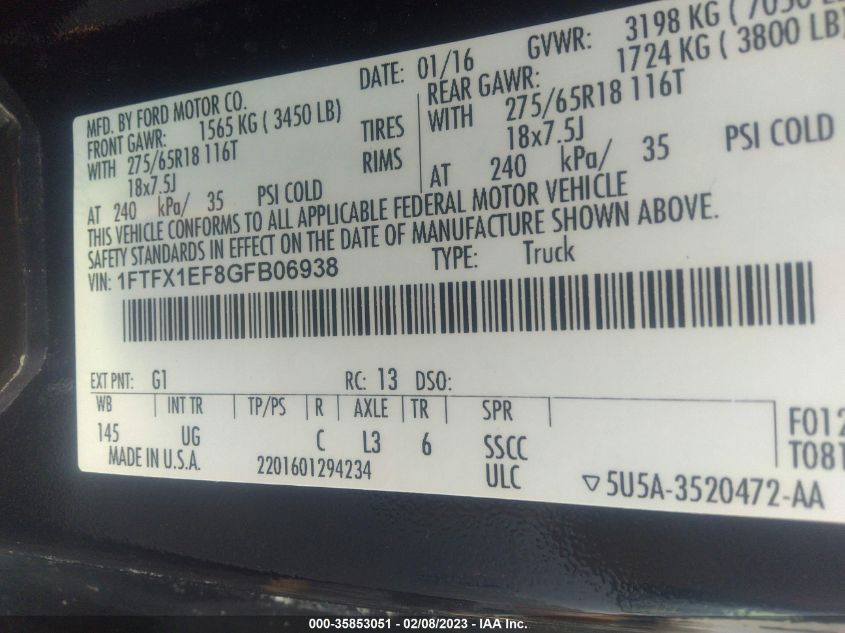 MFD. BY FORD MOTOR CO.
DATE: 01/16
GVWR: 3198 KG (
FRONT GAWR: 1565 KG ( 3450 LB)
REAR GAWR: 1724 KG ( 3800 LB)
WITH 275/65R18 116T TIRES
WITH 275/65R18 116T
18x7.5J RIMS
18x7.5J
AT 240 kPa/ 35 PSI COLD
AT 240 kPa/ 35 PSI COLD
THIS VEHICLE CONFORMS TO ALL APPLICABLE FEDERAL MOTOR VEHICLE
SAFETY STANDARDS IN EFFECT ON THE DATE OF MANUFACTURE SHOWN ABOVE.
VIN: 1FTFX1EF8GFB06938 TYPE: Truck
EXT PNT: G1 RC: 13 DSO:
WB INT TR TP/PS R AXLE TR SPR
145 UG C L3 6 SSCC
F012
T081
MADE IN U.S.A. 2201601294234 ULC ▽ 5U5A-3520472-AA
000-35853051 - 02/08/2023 - IAA Inc.